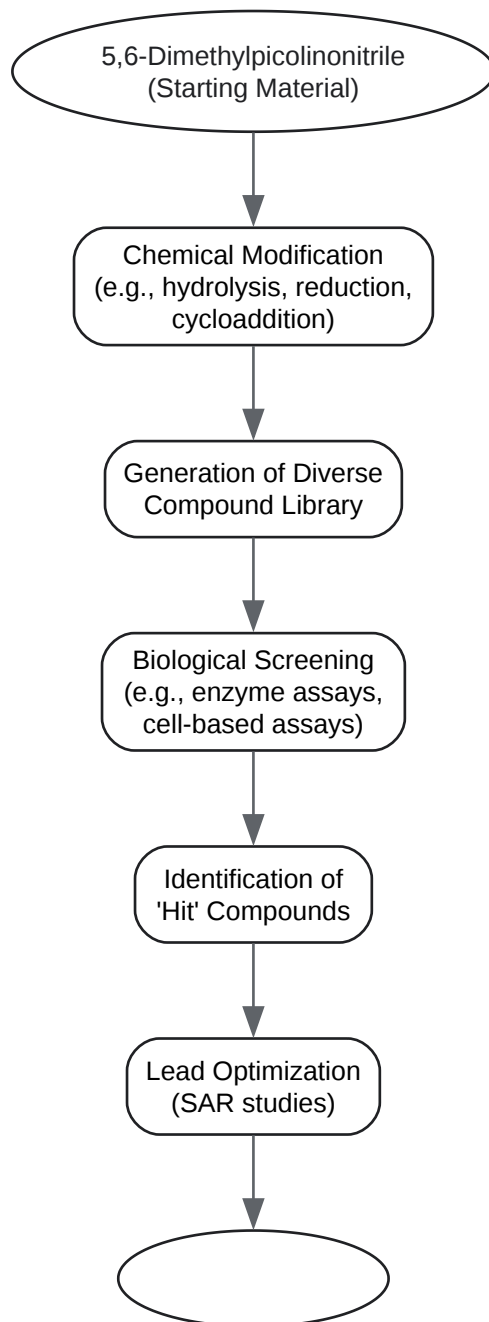 5,6-Dimethylpicolinonitrile
(Starting Material)
Chemical Modification
(e.g., hydrolysis, reduction,
cycloaddition)
Generation of Diverse
Compound Library
Biological Screening
(e.g., enzyme assays,
cell-based assays)
Identification of
'Hit' Compounds
Lead Optimization
(SAR studies)